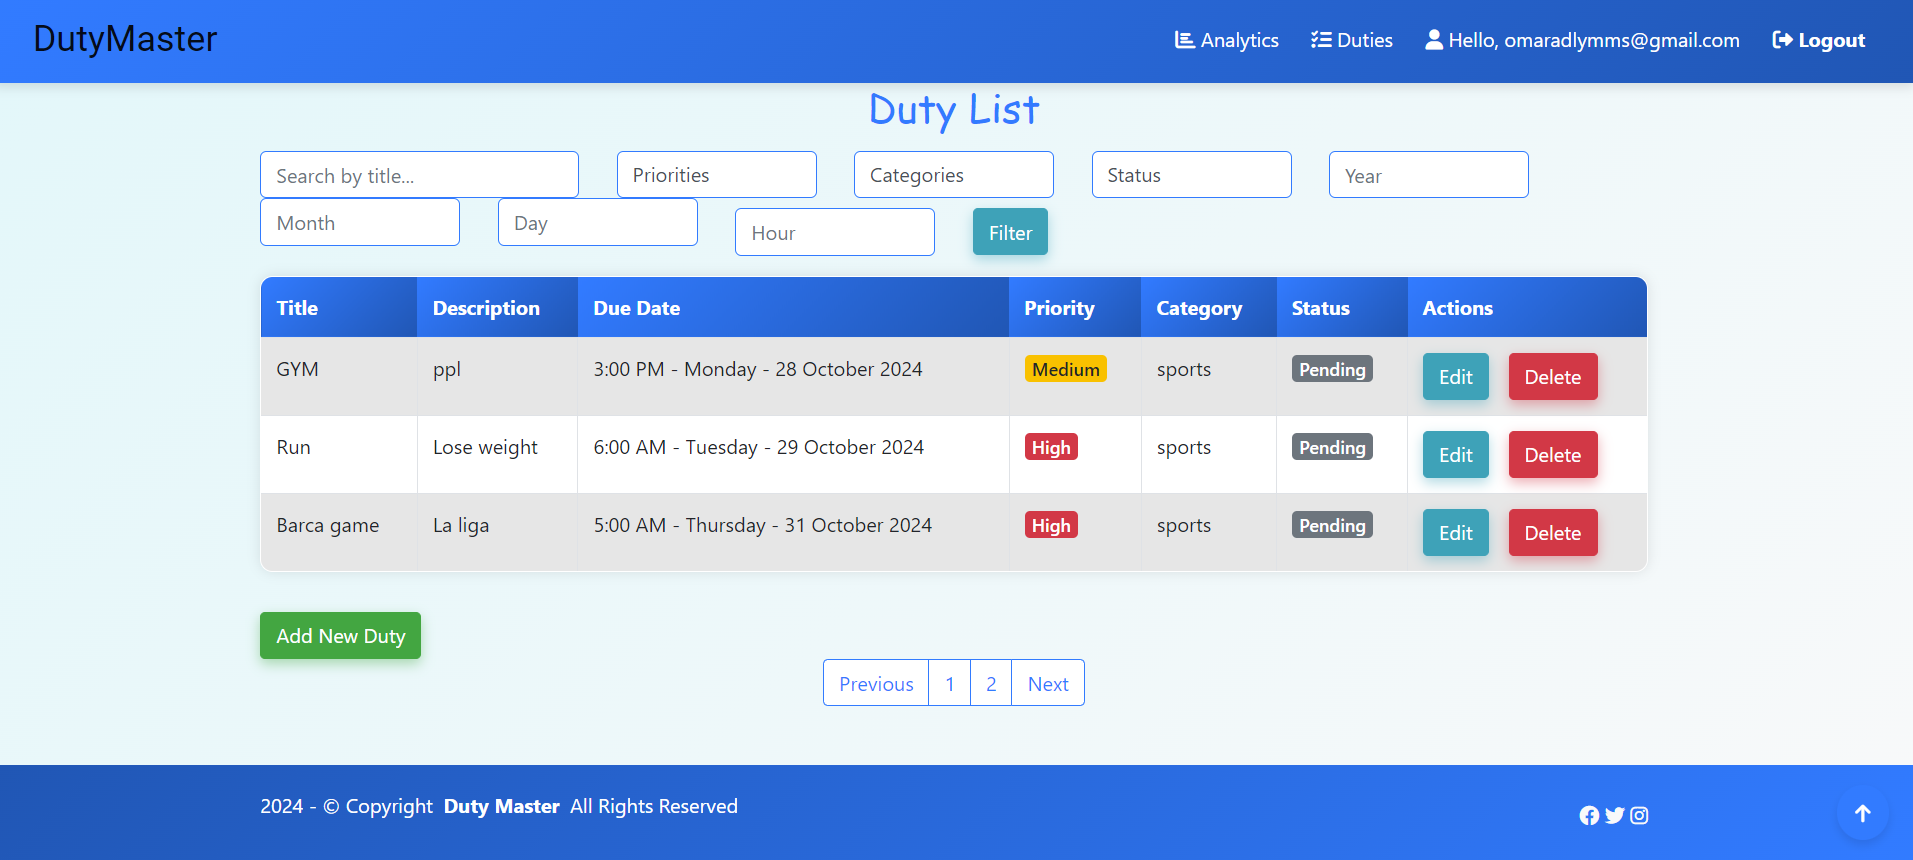 DutyMaster
Analytics Duties Hello, omaradlymms@gmail.com Logout
Duty List
Search by title... Priorities Categories Status Year
Month Day Hour Filter
Title Description Due Date Priority Category Status Actions
GYM ppl 3:00 PM - Monday - 28 October 2024 Medium sports Pending Edit Delete
Run Lose weight 6:00 AM - Tuesday - 29 October 2024 High sports Pending Edit Delete
Barca game La liga 5:00 AM - Thursday - 31 October 2024 High sports Pending Edit Delete
Add New Duty
Previous 1 2 Next
2024 - © Copyright Duty Master All Rights Reserved